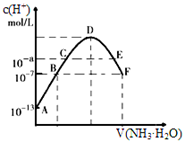 c(H⁺)
mol/L
D
C
E
10⁻ᵃ
10⁻⁷
B
F
10⁻¹³
A
V(NH₃·H₂O)